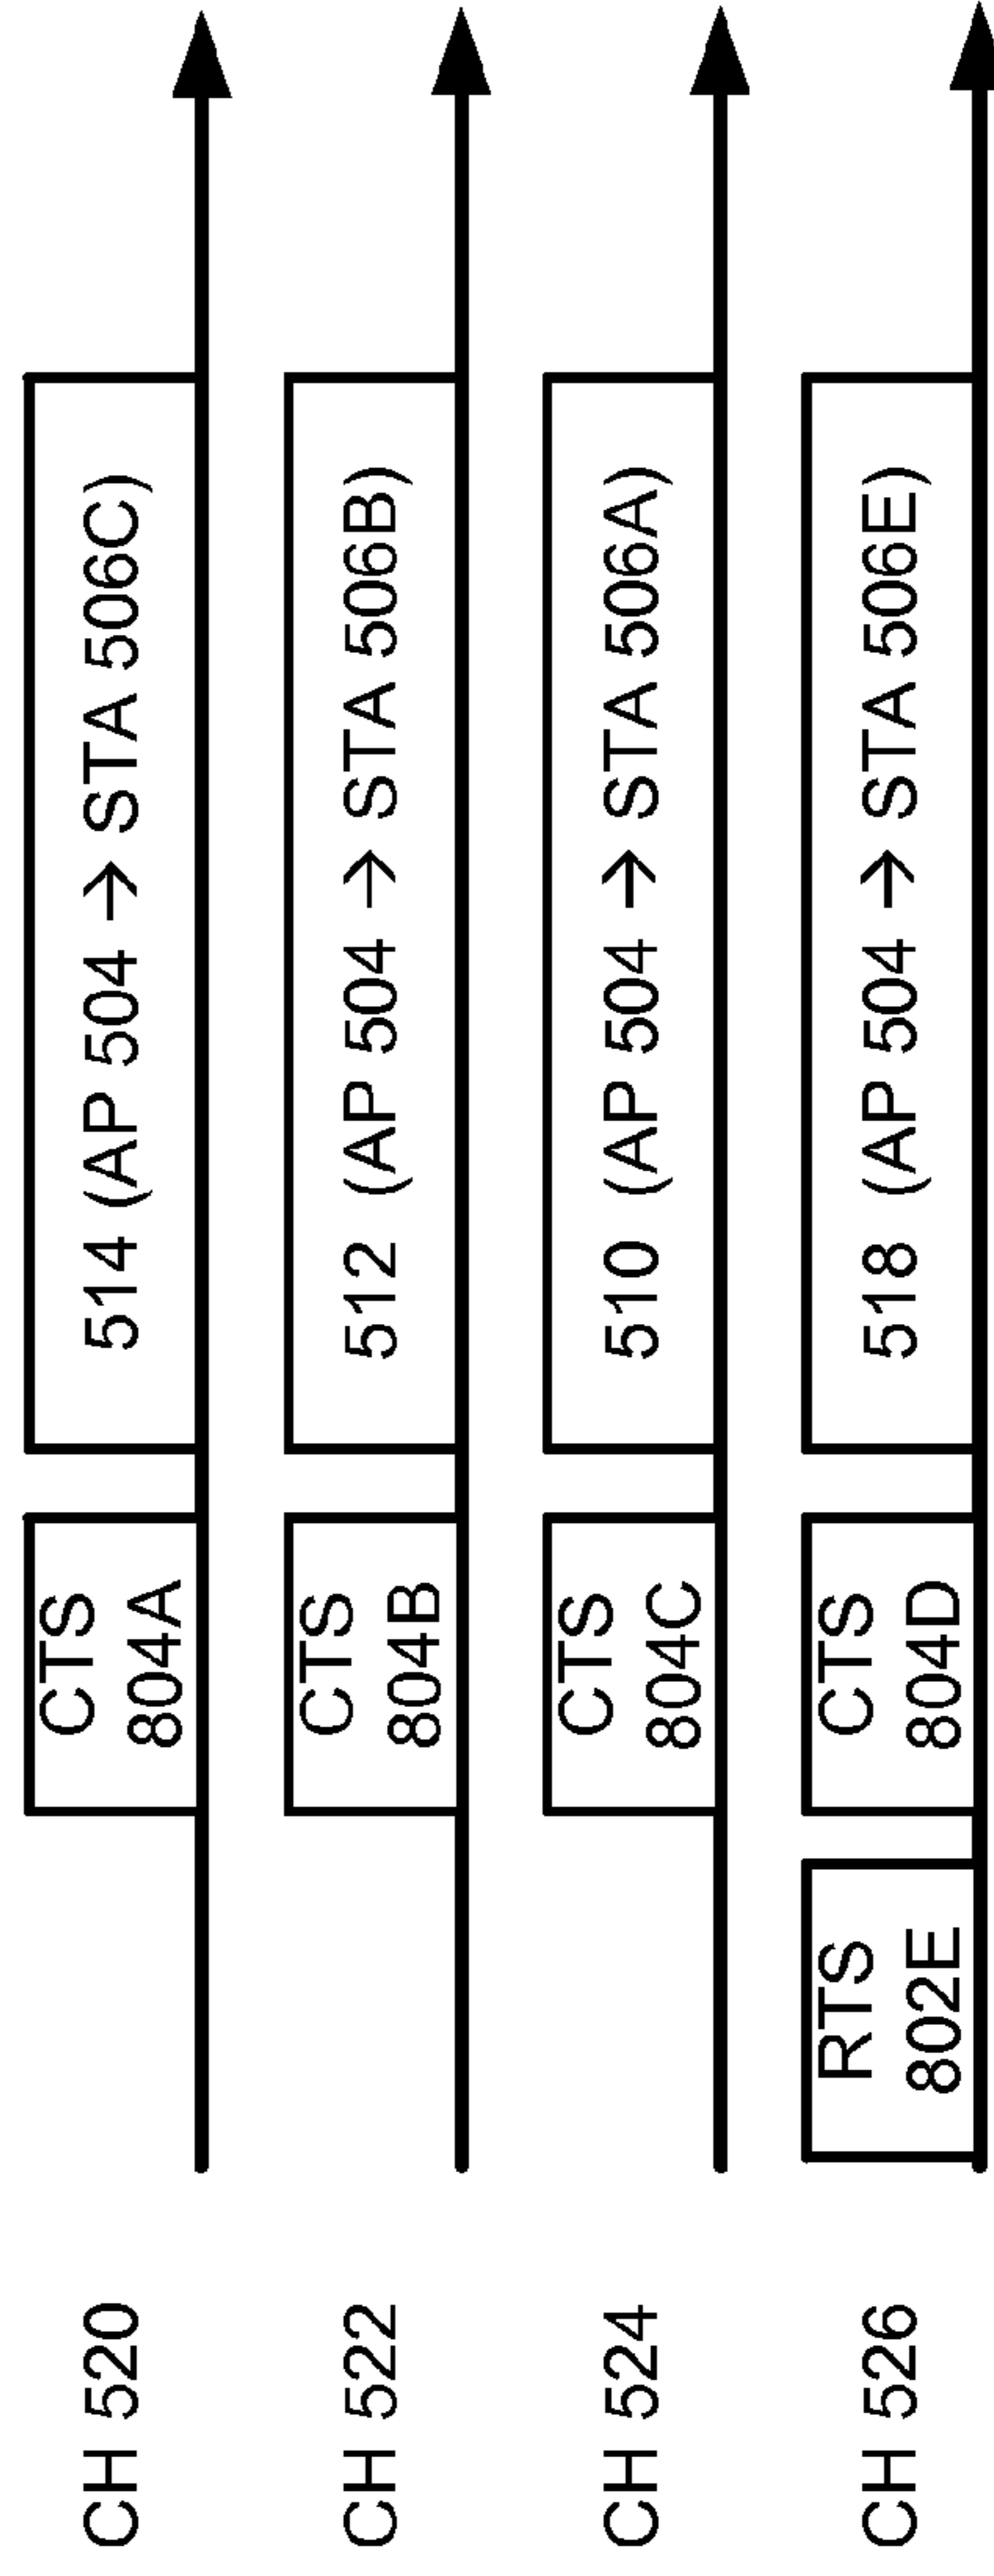 CH 520
CTS
804A
514 (AP 504 → STA 506C)
CH 522
CTS
804B
512 (AP 504 → STA 506B)
CH 524
CTS
804C
510 (AP 504 → STA 506A)
CH 526
RTS
802E
CTS
804D
518 (AP 504 → STA 506E)